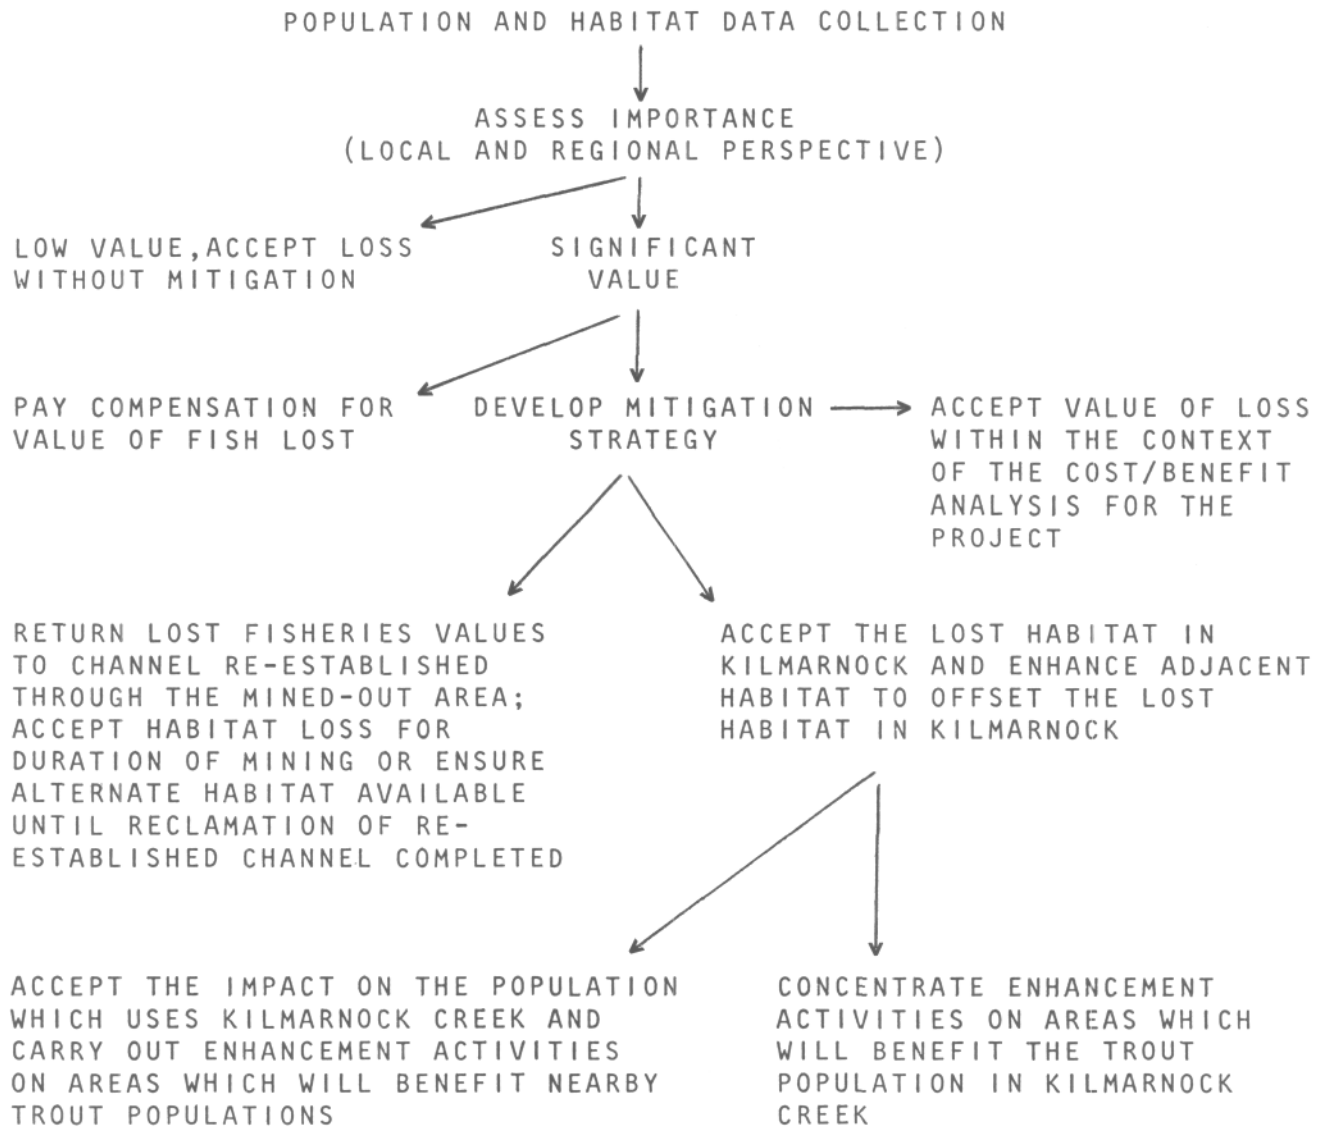 POPULATION AND HABITAT DATA COLLECTION
ASSESS IMPORTANCE
(LOCAL AND REGIONAL PERSPECTIVE)
LOW VALUE, ACCEPT LOSS
WITHOUT MITIGATION
SIGNIFICANT
VALUE
PAY COMPENSATION FOR
VALUE OF FISH LOST
DEVELOP MITIGATION
STRATEGY
ACCEPT VALUE OF LOSS
WITHIN THE CONTEXT
OF THE COST/BENEFIT
ANALYSIS FOR THE
PROJECT
RETURN LOST FISHERIES VALUES
TO CHANNEL RE-ESTABLISHED
THROUGH THE MINED-OUT AREA;
ACCEPT HABITAT LOSS FOR
DURATION OF MINING OR ENSURE
ALTERNATE HABITAT AVAILABLE
UNTIL RECLAMATION OF RE-
ESTABLISHED CHANNEL COMPLETED
ACCEPT THE LOST HABITAT IN
KILMARNOCK AND ENHANCE ADJACENT
HABITAT TO OFFSET THE LOST
HABITAT IN KILMARNOCK
ACCEPT THE IMPACT ON THE POPULATION
WHICH USES KILMARNOCK CREEK AND
CARRY OUT ENHANCEMENT ACTIVITIES
ON AREAS WHICH WILL BENEFIT NEARBY
TROUT POPULATIONS
CONCENTRATE ENHANCEMENT
ACTIVITIES ON AREAS WHICH
WILL BENEFIT THE TROUT
POPULATION IN KILMARNOCK
CREEK